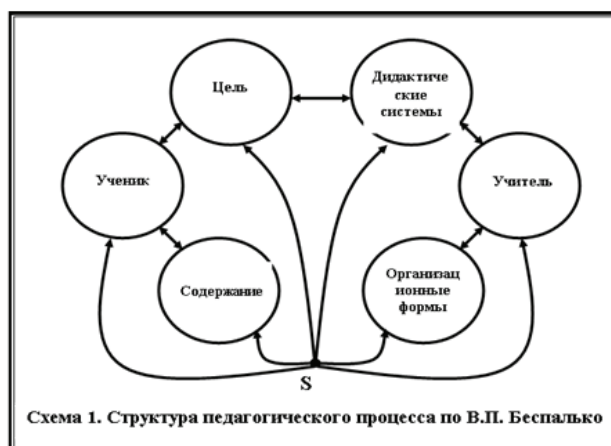 Цель
Дидактиче
ские
системы
Ученик
Учитель
Содержание
Организац
ионные
формы
S
Схема 1. Структура педагогического процесса по В.П. Беспалько